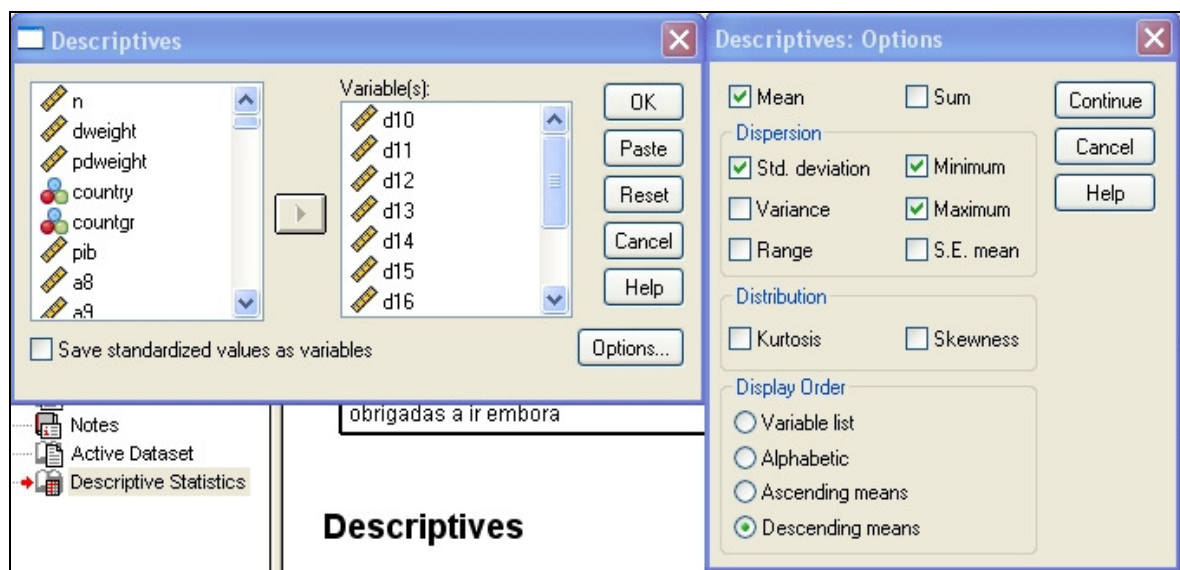 Descriptives
n
dweight
pdweight
country
countgr
pib
a8
a9
Variable(s):
d10
d11
d12
d13
d14
d15
d16
OK
Paste
Reset
Cancel
Help
Save standardized values as variables
Options...
Descriptives: Options
Mean
Sum
Continue
Cancel
Help
Dispersion
Std. deviation
Minimum
Variance
Maximum
Range
S.E. mean
Distribution
Kurtosis
Skewness
Display Order
Variable list
Alphabetic
Ascending means
Descending means
Notes
Active Dataset
Descriptive Statistics
obrigadas a ir embora
Descriptives